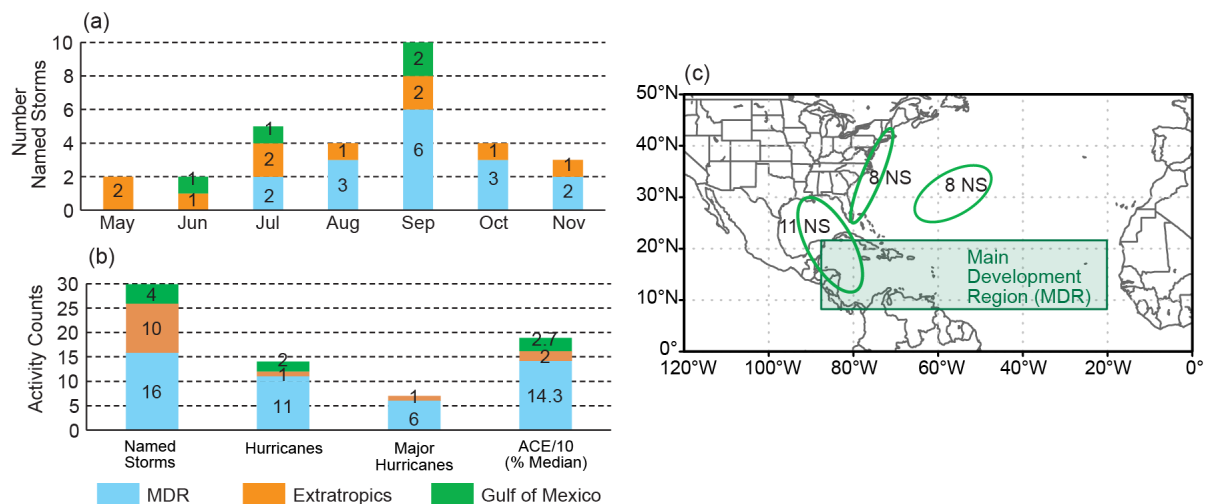 (a)
Number
Named Storms
10
8
6
4
2
0
2
1
1
1
2
2
1
3
2
2
6
1
3
1
2
May Jun Jul Aug Sep Oct Nov
(b)
Activity Counts
30
25
20
15
10
5
0
4
10
16
2
1
11
1
6
2.7
2
14.3
Named
Storms
Hurricanes
Major
Hurricanes
ACE/10
(% Median)
MDR Extratropics Gulf of Mexico
(c)
50°N
40°N
30°N
20°N
10°N
0°
8 NS
8 NS
11 NS
Main
Development
Region (MDR)
120°W 100°W 80°W 60°W 40°W 20°W 0°